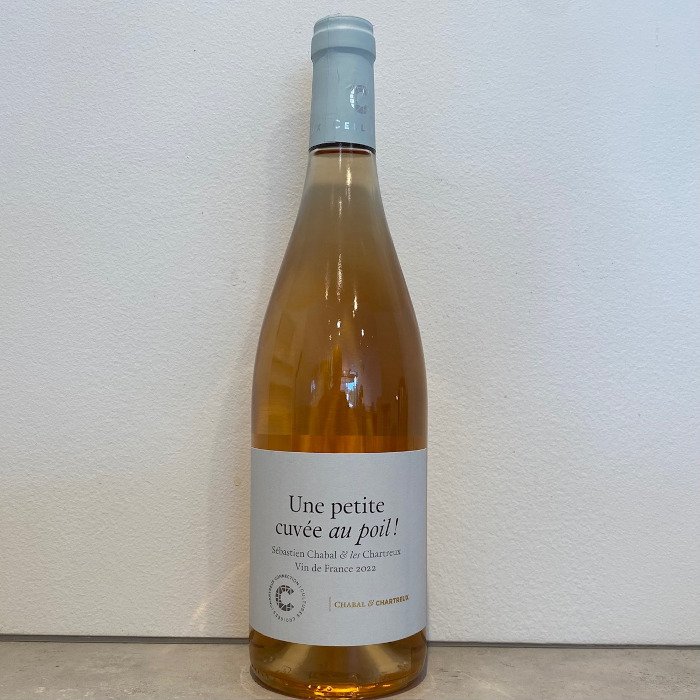 C
Une petite
cuvée au poil !
Sébastien Chabal & les Chartreux
Vin de France 2022
C
CHABAL & CHARTREUX